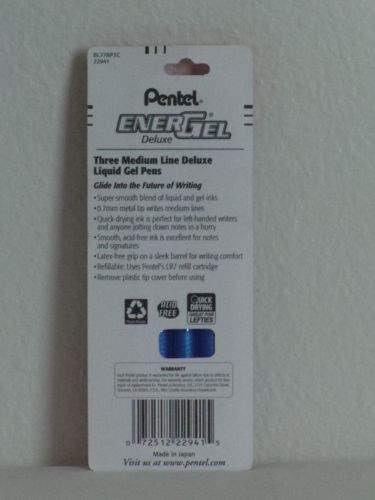 BL77BP3C
22941
Pentel®
ENERGEL®
Deluxe
Three Medium Line Deluxe
Liquid Gel Pens
Glide Into the Future of Writing
•Super-smooth blend of liquid and gel inks
•0.7mm metal tip writes medium lines
•Quick-drying ink is perfect for left-handed writers
and anyone jotting down notes in a hurry
•Smooth, acid-free ink is excellent for notes
and signatures
•Latex-free grip on a sleek barrel for writing comfort
•Refillable: Uses Pentel's LR7 refill cartridge
•Remove plastic tip cover before using
Please Recycle
ACID
FREE
QUICK
DRYING
GREAT FOR
LEFTIES
WARRANTY
0 72512 22941 5
Made in Japan
Visit us at www.pentel.com